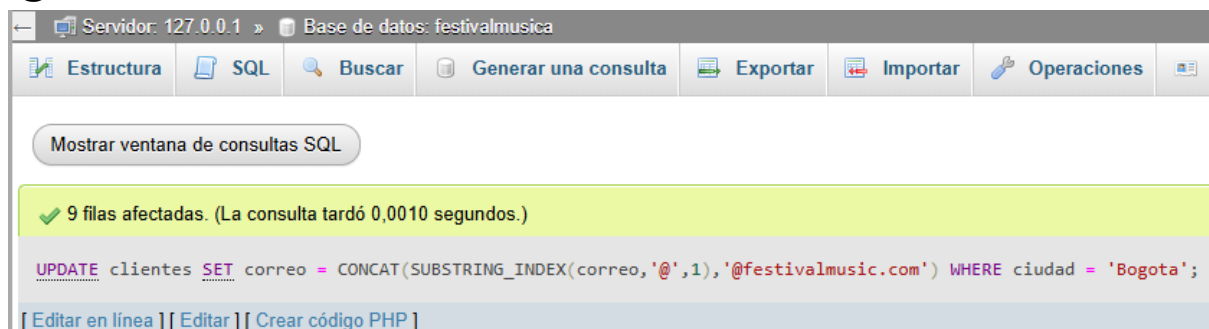 ← Servidor: 127.0.0.1 » Base de datos: festivalmusica
Estructura SQL Buscar Generar una consulta Exportar Importar Operaciones
Mostrar ventana de consultas SQL
9 filas afectadas. (La consulta tardó 0,0010 segundos.)
UPDATE clientes SET correo = CONCAT(SUBSTRING_INDEX(correo,'@',1),'@festivalmusic.com') WHERE ciudad = 'Bogota';
[ Editar en línea ] [ Editar ] [ Crear código PHP ]